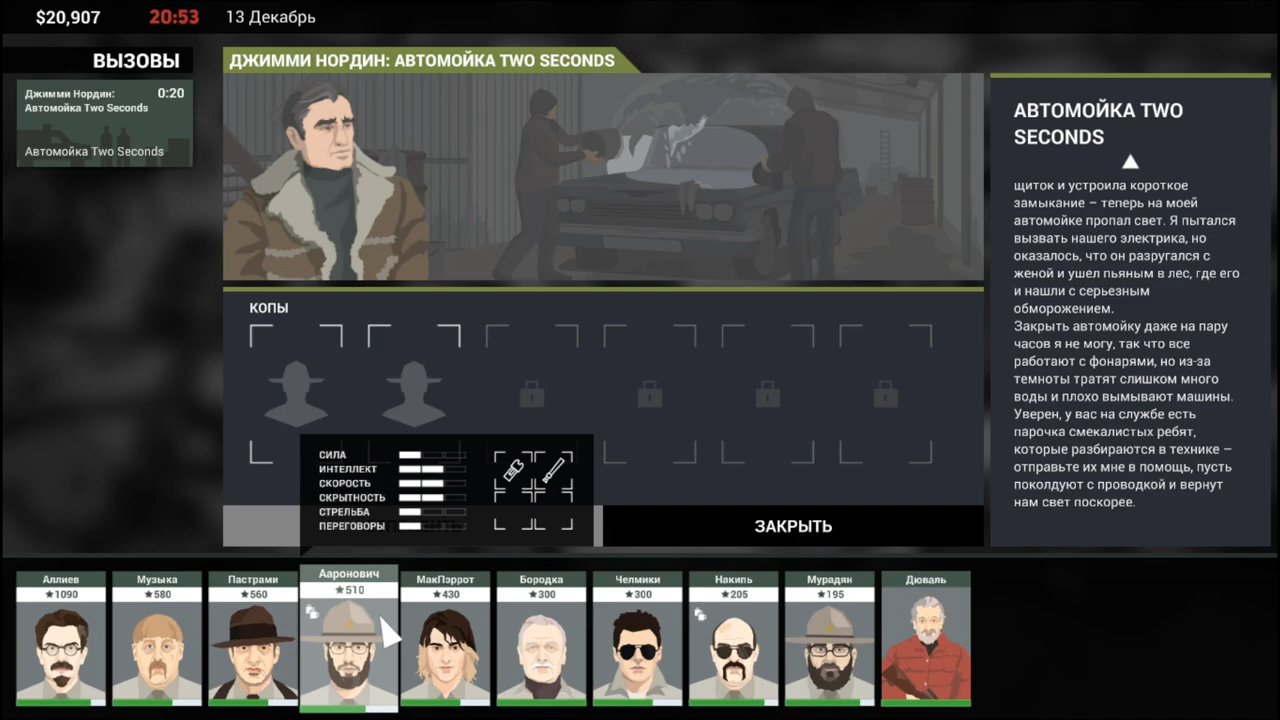 $20,907
20:53
13 Декабрь
ВЫЗОВЫ
Джимми Нордин: 0:20
Автомойка Two Seconds
Автомойка Two Seconds
ДЖИММИ НОРДИН: АВТОМОЙКА TWO SECONDS
КОПЫ
СИЛА
ИНТЕЛЛЕКТ
СКОРОСТЬ
СКРЫТНОСТЬ
СТРЕЛЬБА
ПЕРЕГОВОРЫ
ЗАКРЫТЬ
АВТОМОЙКА TWO
SECONDS
щиток и устроила короткое
замыкание – теперь на моей
автомойке пропал свет. Я пытался
вызвать нашего электрика, но
оказалось, что он разругался с
женой и ушел пьяным в лес, где его
и нашли с серьезным
обморожением.
Закрыть автомойку даже на пару
часов я не могу, так что все
работают с фонарями, но из-за
темноты тратят слишком много
воды и плохо вымывают машины.
Уверен, у вас на службе есть
парочка смекалистых ребят,
которые разбираются в технике –
отправьте их мне в помощь, пусть
поколдуют с проводкой и вернут
нам свет поскорее.
Аллиев
★1090
Музыка
★580
Пастрами
★560
Ааронович
★510
МакПэррот
★430
Бородка
★300
Челмики
★300
Накипь
★205
Мурадян
★195
Дюваль